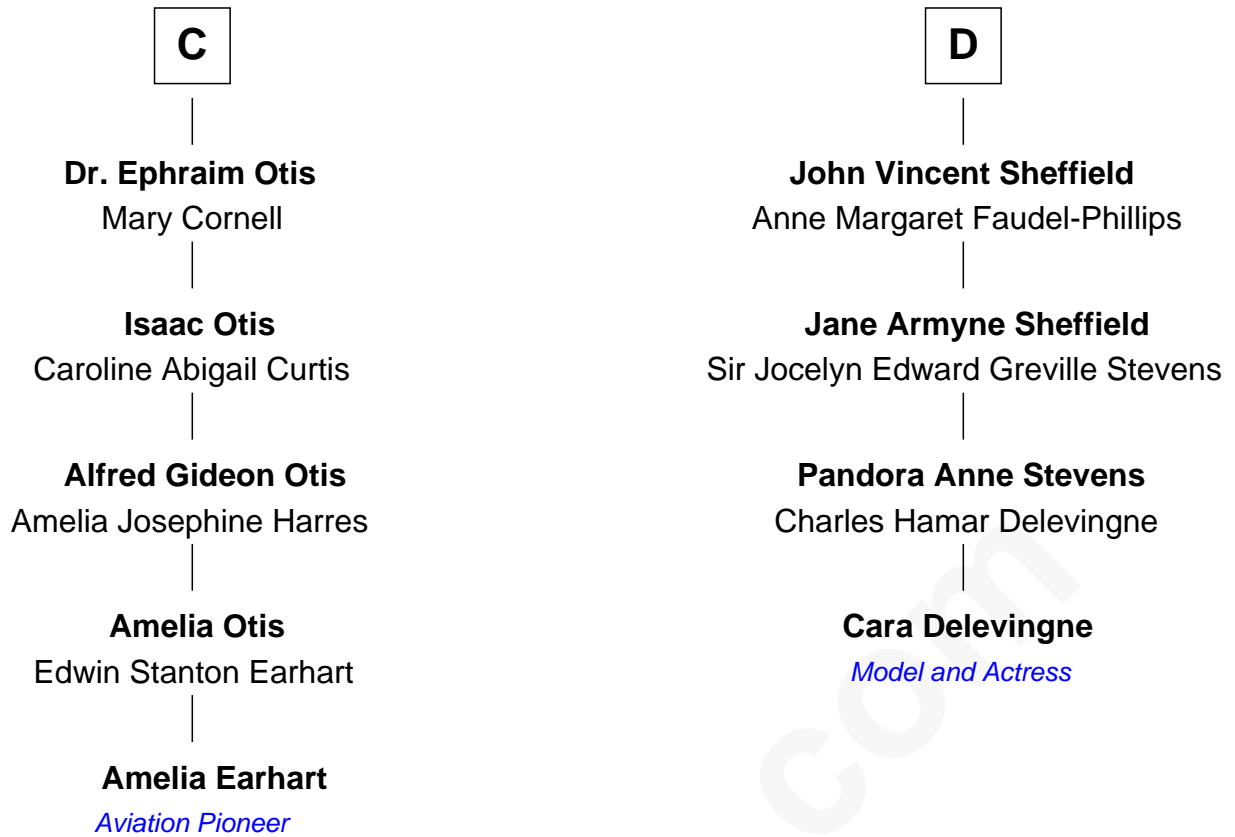 C
Dr. Ephraim Otis
Mary Cornell
Isaac Otis
Caroline Abigail Curtis
Alfred Gideon Otis
Amelia Josephine Harres
Amelia Otis
Edwin Stanton Earhart
Amelia Earhart
Aviation Pioneer
D
John Vincent Sheffield
Anne Margaret Faudel-Phillips
Jane Armyne Sheffield
Sir Jocelyn Edward Greville Stevens
Pandora Anne Stevens
Charles Hamar Delevingne
Cara Delevingne
Model and Actress
com